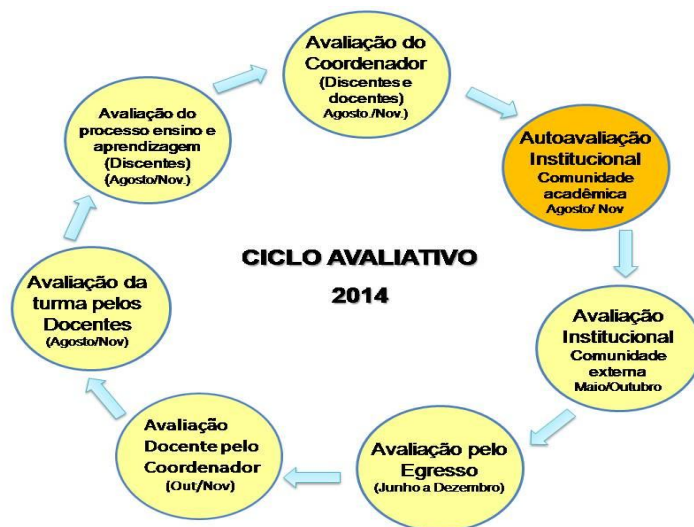 Avaliação do
Coordenador
(Discentes e
docentes)
Agosto /Nov.)
Autoavaliação
Institucional
Comunidade
acadêmica
Agosto/ Nov
Avaliação
Institucional
Comunidade
externa
Maio/Outubro
Avaliação pelo
Egresso
(Junho a Dezembro)
Avaliação
Docente pelo
Coordenador
(Out/Nov)
Avaliação da
turma pelos
Docentes
(Agosto/Nov)
Avaliação do
processo ensino e
aprendizagem
(Discentes)
(Agosto/Nov.)
CICLO AVALIATIVO
2014